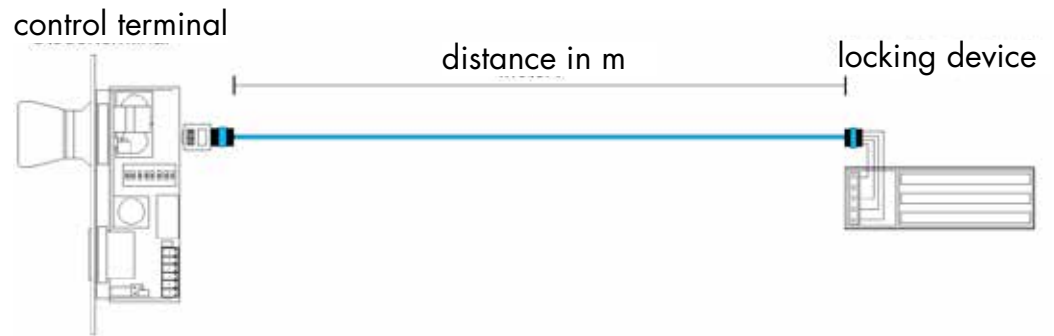 control terminal
distance in m
locking device